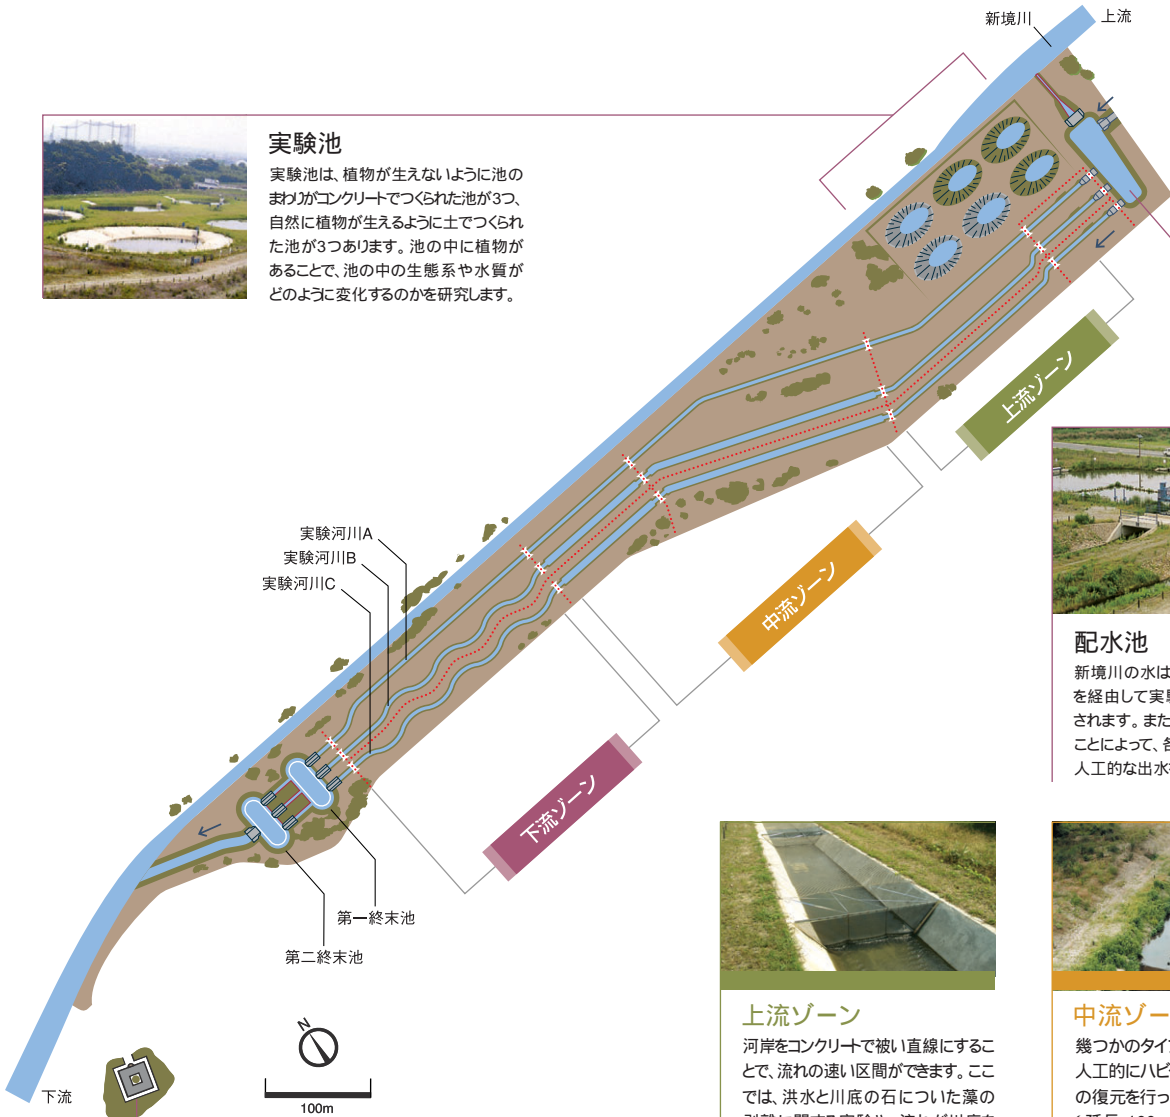 新境川
上流
実験池
実験池は、植物が生えないように池の
まわりがコンクリートでつくられた池が3つ、
自然に植物が生えるように土でつくられ
た池が3つあります。池の中に植物が
あることで、池の中の生態系や水質が
どのように変化するのかを研究します。
上流ゾーン
実験河川A
実験河川B
実験河川C
中流ゾーン
下流ゾーン
配水池
新境川の水は
を経由して実
されます。また
ことによって、
人工的な出水
第一終末池
第二終末池
N
100m
下流
上流ゾーン
河岸をコンクリートで被い直線にするこ
とで、流れの速い区間ができます。ここ
では、洪水と川底の石についた藻の
中流ゾー
幾つかのタイ
人工的にハビ
の復元を行っ